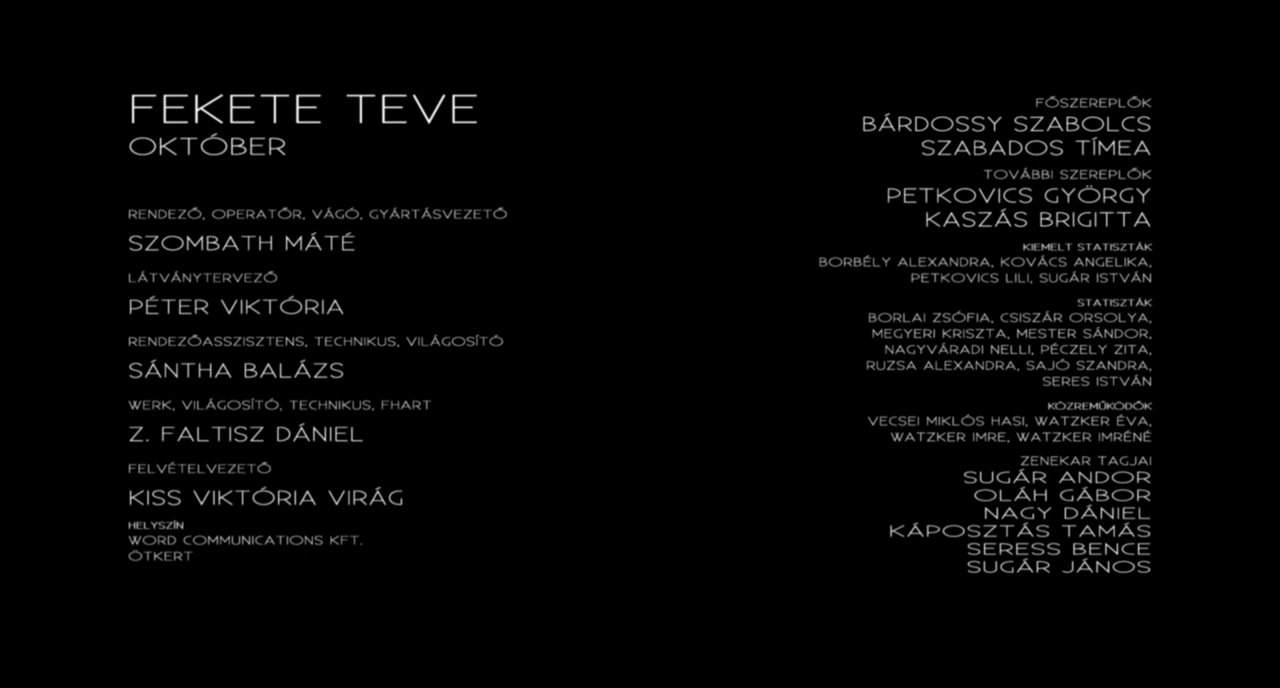 FEKETE TEVE
OKTÓBER
RENDEZŐ, OPERATŐR, VÁGÓ, GYÁRTÁSVEZETŐ
SZOMBATH MÁTÉ
LÁTVÁNYTERVEZŐ
PÉTER VIKTÓRIA
RENDEZŐASSZISZTENS, TECHNIKUS, VILÁGOSÍTÓ
SÁNTHA BALÁZS
WERK, VILÁGOSÍTÓ, TECHNIKUS, FHART
Z. FALTISZ DÁNIEL
FELVÉTELVEZETŐ
KISS VIKTÓRIA VIRÁG
HELYSZÍN
WORD COMMUNICATIONS KFT.
ÖTKERT
FŐSZEREPLŐK
BÁRDOSSY SZABOLCS
SZABADOS TÍMEA
TOVÁBBI SZEREPLŐK
PETKOVICS GYÖRGY
KASZÁS BRIGITTA
KIEMELT STATISZTÁK
BORBÉLY ALEXANDRA, KOVÁCS ANGELIKA,
PETKOVICS LILI, SUGÁR ISTVÁN
STATISZTÁK
BORLAI ZSÓFIA, CSISZÁR ORSOLYA,
MEGYERI KRISZTA, MESTER SÁNDOR,
NAGYVÁRADI NELLI, PÉCZELY ZITA,
RUZSA ALEXANDRA, SAJÓ SZANDRA,
SERES ISTVÁN
KÖZREMŰKÖDŐK
VECSEI MIKLÓS HASI, WATZKER ÉVA,
WATZKER IMRE, WATZKER IMRÉNÉ
ZENEKAR TAGJAI
SUGÁR ANDOR
OLÁH GÁBOR
NAGY DÁNIEL
KÁPOSZTÁS TAMÁS
SERESS BENCE
SUGÁR JÁNOS